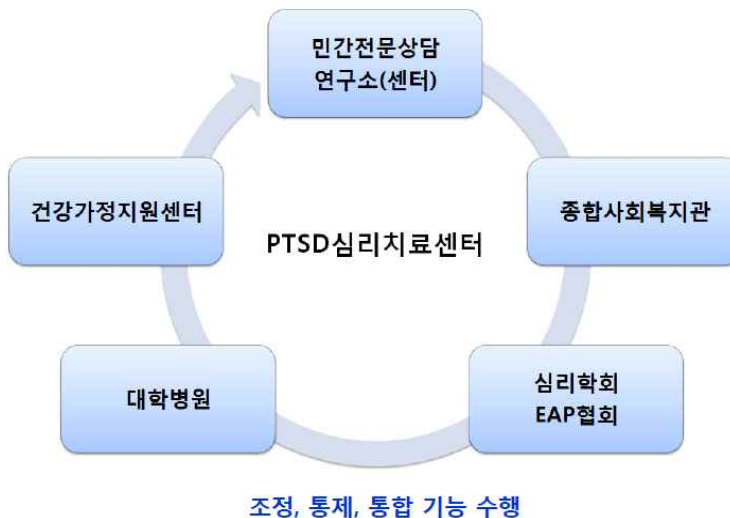 민간전문상담
연구소(센터)
건강가정지원센터
종합사회복지관
PTSD심리치료센터
대학병원
심리학회
EAP협회
조정, 통제, 통합 기능 수행